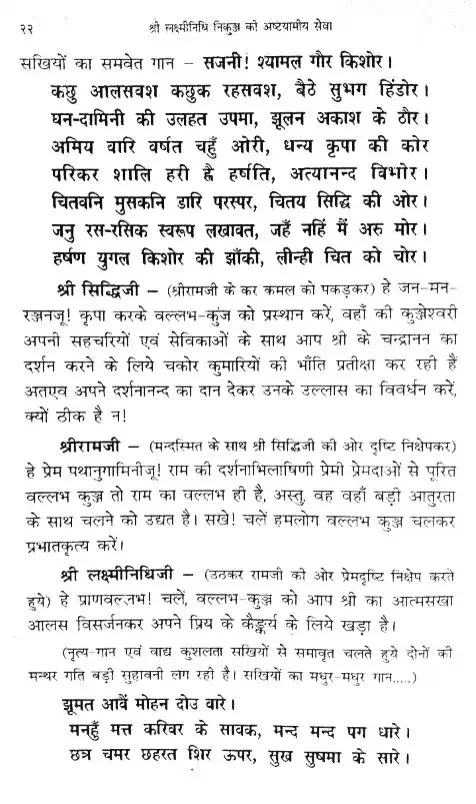 २२ श्री लक्ष्मीनिधि निकुञ्ज की अष्टयामीय सेवा
सखियों का समवेत गान – सजनी! श्यामल गौर किशोर।
कछु आलसवश कछुक रहसवश, बैठे सुभग हिंडोर।
घन-दामिनी की उलहत उपमा, झूलन अकाश के ठौर।
अमिय वारि वर्षत चहुँ ओरी, धन्य कृपा की कोर
परिकर शालि हरी ह्वै हर्षति, अत्यानन्द विभोर।
चितवनि मुसकनि डारि परस्पर, चितय सिद्धि की ओर।
जनु रस-रसिक स्वरूप लखावत, जहँ नहिं मैं अरु मोर।
हर्षण युगल किशोर की झाँकी, लीन्ही चित को चोर।
श्री सिद्धिजी – (श्रीरामजी के कर कमल को पकड़कर) हे जन-मन-
रञ्जनजू! कृपा करके वल्लभ-कुंज को प्रस्थान करें, वहाँ की कुञ्जेश्वरी
अपनी सहचरियों एवं सेविकाओं के साथ आप श्री के चन्द्रानन का
दर्शन करने के लिये चकोर कुमारियों की भाँति प्रतीक्षा कर रही हैं
अतएव अपने दर्शनानन्द का दान देकर उनके उल्लास का विवर्धन करें,
क्यों ठीक है न!
श्रीरामजी – (मन्दस्मित के साथ श्री सिद्धिजी की ओर दृष्टि निक्षेपकर)
हे प्रेम पथानुगामिनीजू! राम की दर्शनाभिलाषिणी प्रेमी प्रेमदाओं से पूरित
वल्लभ कुञ्ज तो राम का वल्लभ ही है, अस्तु, वह वहाँ बड़ी आतुरता
के साथ चलने को उद्यत है। सखे! चलें हमलोग वल्लभ कुञ्ज चलकर
प्रभातकृत्य करें।
श्री लक्ष्मीनिधिजी – (उठकर रामजी की ओर प्रेमदृष्टि निक्षेप करते
हुये) हे प्राणवल्लभ! चलें, वल्लभ-कुञ्ज को आप श्री का आत्मसखा
आलस विसर्जनकर अपने प्रिय के कैङ्कर्य के लिये खड़ा है।
(नृत्य-गान एवं वाद्य कुशलता सखियों से समावृत चलते हुये दोनों की
मन्थर गति बड़ी सुहावनी लग रही है। सखियों का मधुर-मधुर गान.....)
झूमत आवैं मोहन दोउ वारे।
मनहुँ मत्त करिवर के सावक, मन्द मन्द पग धारे।
छत्र चमर छहरत शिर ऊपर, सुख सुषमा के सारे।